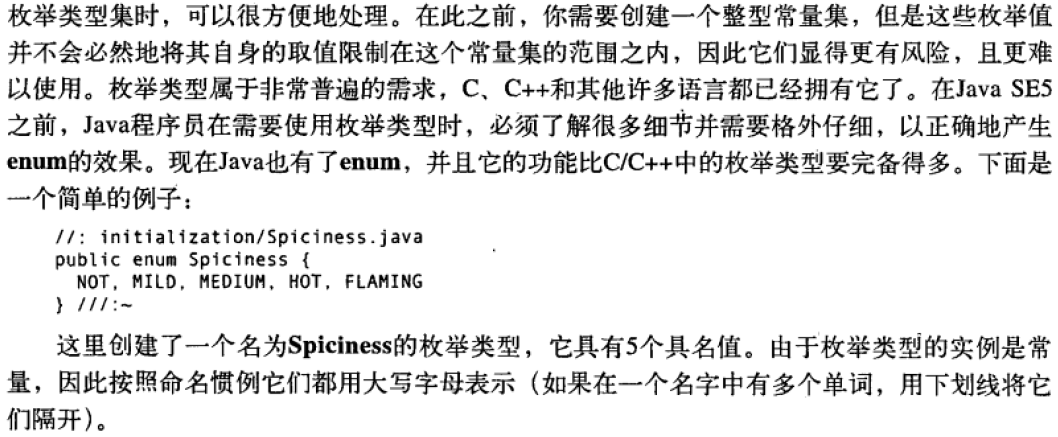 枚举类型集时，可以很方便地处理。在此之前，你需要创建一个整型常量集，但是这些枚举值
并不会必然地将其自身的取值限制在这个常量集的范围之内，因此它们显得更有风险，且更难
以使用。枚举类型属于非常普遍的需求，C、C++和其他许多语言都已经拥有它了。在Java SE5
之前，Java程序员在需要使用枚举类型时，必须了解很多细节并需要格外仔细，以正确地产生
enum的效果。现在Java也有了enum，并且它的功能比C/C++中的枚举类型要完备得多。下面是
一个简单的例子：
//: initialization/Spiciness.java
public enum Spiciness {
  NOT, MILD, MEDIUM, HOT, FLAMING
} ///:~
这里创建了一个名为Spiciness的枚举类型，它具有5个具名值。由于枚举类型的实例是常
量，因此按照命名惯例它们都用大写字母表示（如果在一个名字中有多个单词，用下划线将它
们隔开）。